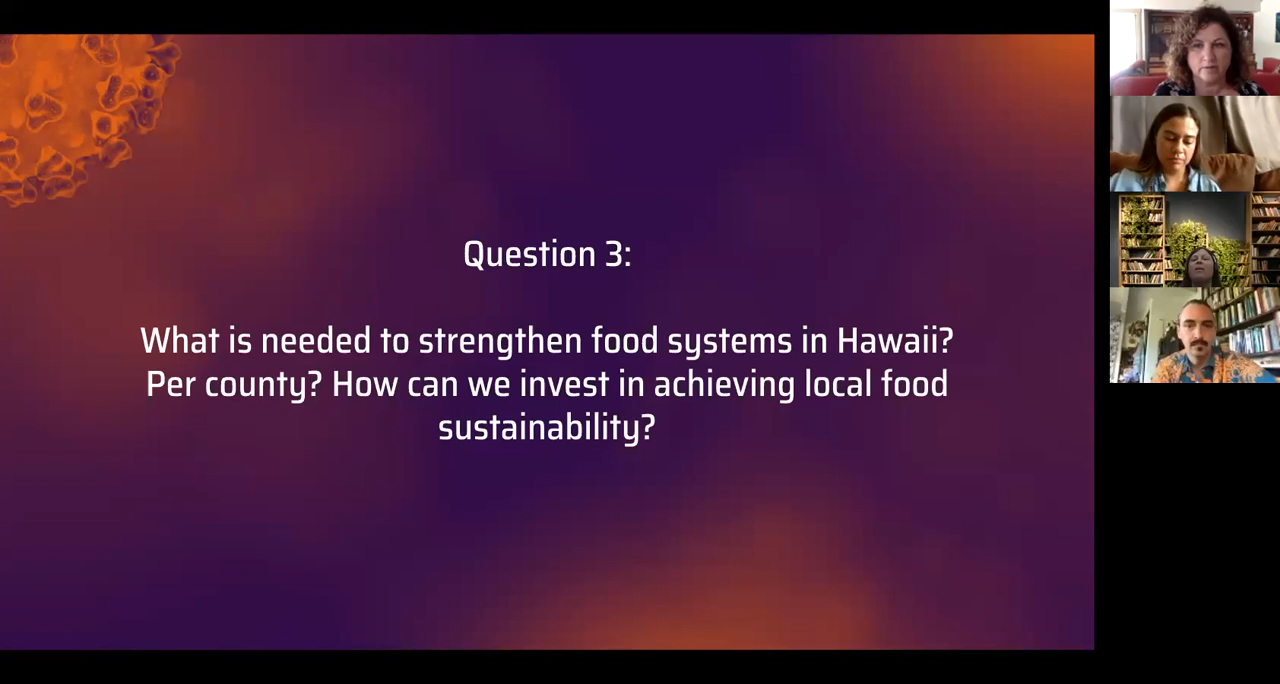 Question 3:
What is needed to strengthen food systems in Hawaii?
Per county? How can we invest in achieving local food
sustainability?